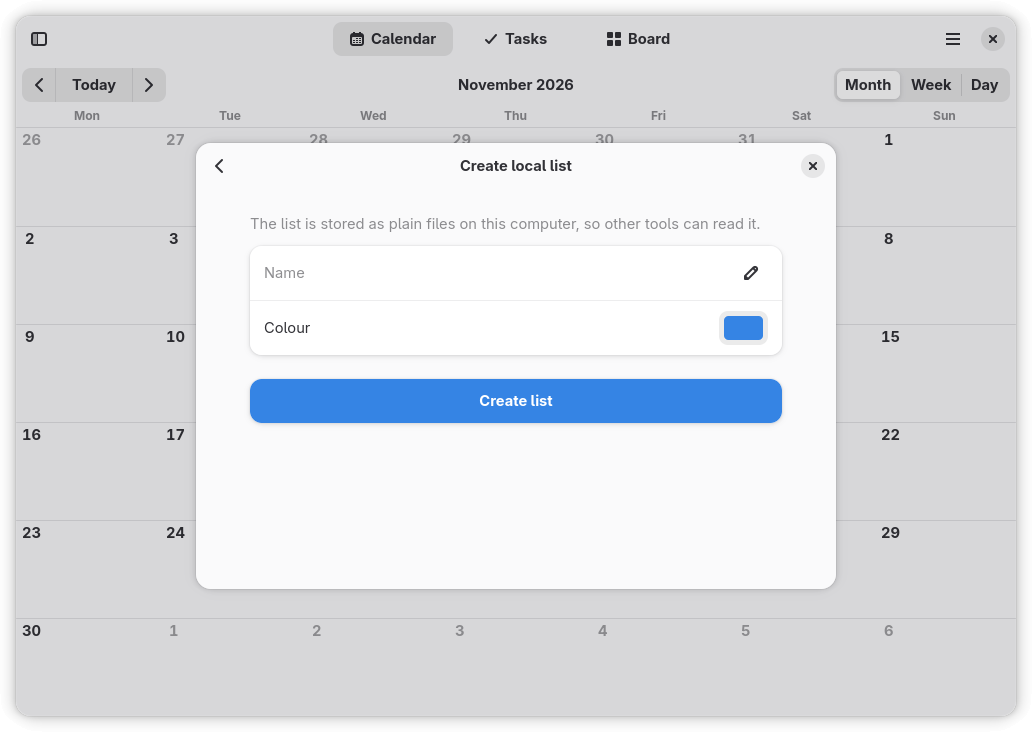 Calendar
Tasks
Board
Today
November 2026
Month
Week
Day
Mon Tue Wed Thu Fri Sat Sun
26 27 28 29 30 31 1
Create local list
The list is stored as plain files on this computer, so other tools can read it.
Name
Colour
Create list
2 3 8
9 10 15
16 17 22
23 24 29
30 1 2 3 4 5 6